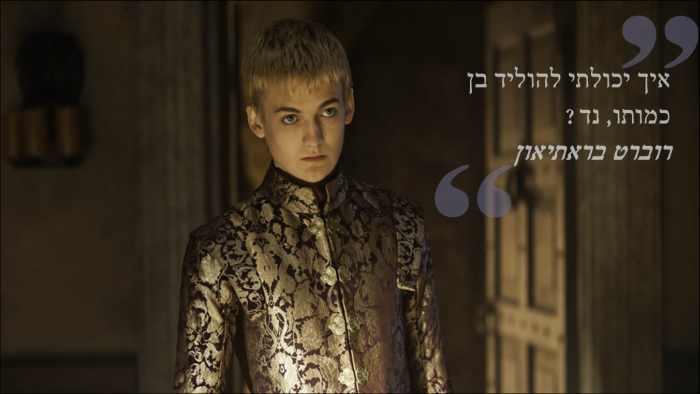 איך יכולתי להוליד בן
כמותו, נד?
רוברט בראתיאון